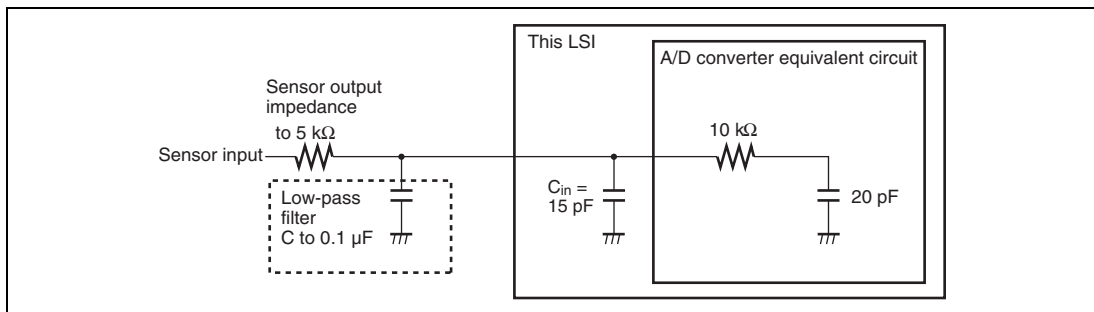 This LSI
A/D converter equivalent circuit
Sensor output
impedance
to 5 kΩ
10 kΩ
Sensor input
Low-pass
filter
C to 0.1 µF
Cin =
15 pF
20 pF